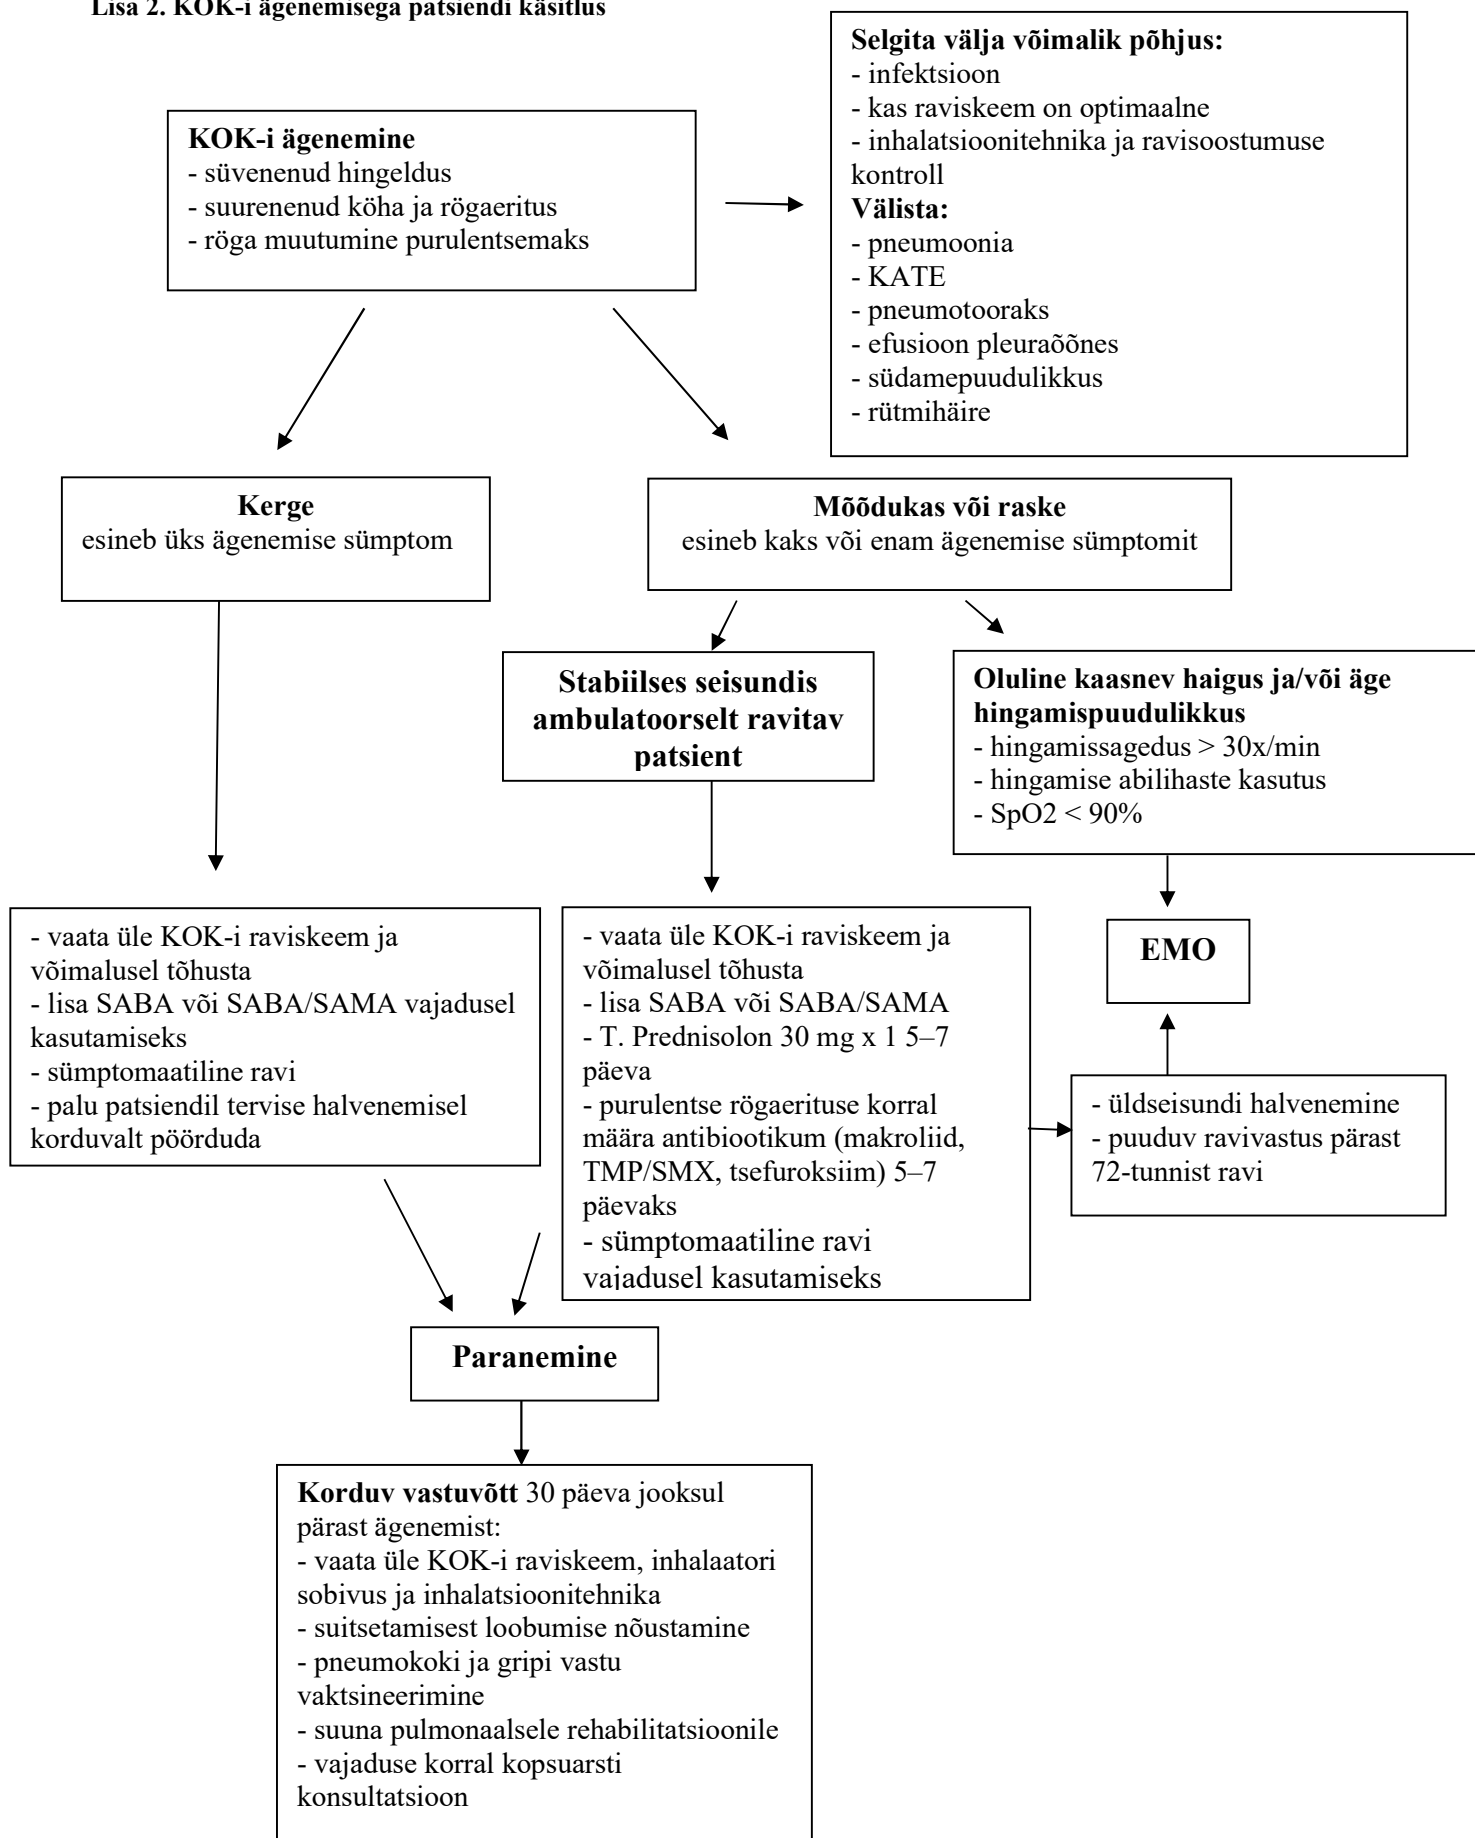 Lisa 2. KOK-i ägenemisega patsiendi käsitlus
KOK-i ägenemine
- süvenenud hingeldus
- suurenenud köha ja rögaeritus
- röga muutumine purulentsemaks
Selgita välja võimalik põhjus:
- infektsioon
- kas raviskeem on optimaalne
- inhalatsioonitehnika ja ravisoostumuse
kontroll
Välista:
- pneumoonia
- KATE
- pneumotooraks
- efusioon pleuraõõnes
- südamepuudulikkus
- rütmihäire
Kerge
esineb üks ägenemise sümptom
Mõõdukas või raske
esineb kaks või enam ägenemise sümptomit
Stabiilses seisundis
ambulatoorselt ravitav
patsient
Oluline kaasnev haigus ja/või äge
hingamispuudulikkus
- hingamissagedus > 30x/min
- hingamise abilihaste kasutus
- SpO2 < 90%
- vaata üle KOK-i raviskeem ja
võimalusel tõhusta
- lisa SABA või SABA/SAMA vajadusel
kasutamiseks
- sümptomaatiline ravi
- palu patsiendil tervise halvenemisel
korduvalt pöörduda
- vaata üle KOK-i raviskeem ja
võimalusel tõhusta
- lisa SABA või SABA/SAMA
- T. Prednisolon 30 mg x 1 5–7
päeva
- purulentse rögaerituse korral
määra antibiootikum (makroliid,
TMP/SMX, tsefuroksiim) 5–7
päevaks
- sümptomaatiline ravi
vajadusel kasutamiseks
EMO
- üldseisundi halvenemine
- puuduv ravivastus pärast
72-tunnist ravi
Paranemine
Korduv vastuvõtt 30 päeva jooksul
pärast ägenemist:
- vaata üle KOK-i raviskeem, inhalaatori
sobivus ja inhalatsioonitehnika
- suitsetamisest loobumise nõustamine
- pneumokoki ja gripi vastu
vaktsineerimine
- suuna pulmonaalsele rehabilitatsioonile
- vajaduse korral kopsuarsti
konsultatsioon